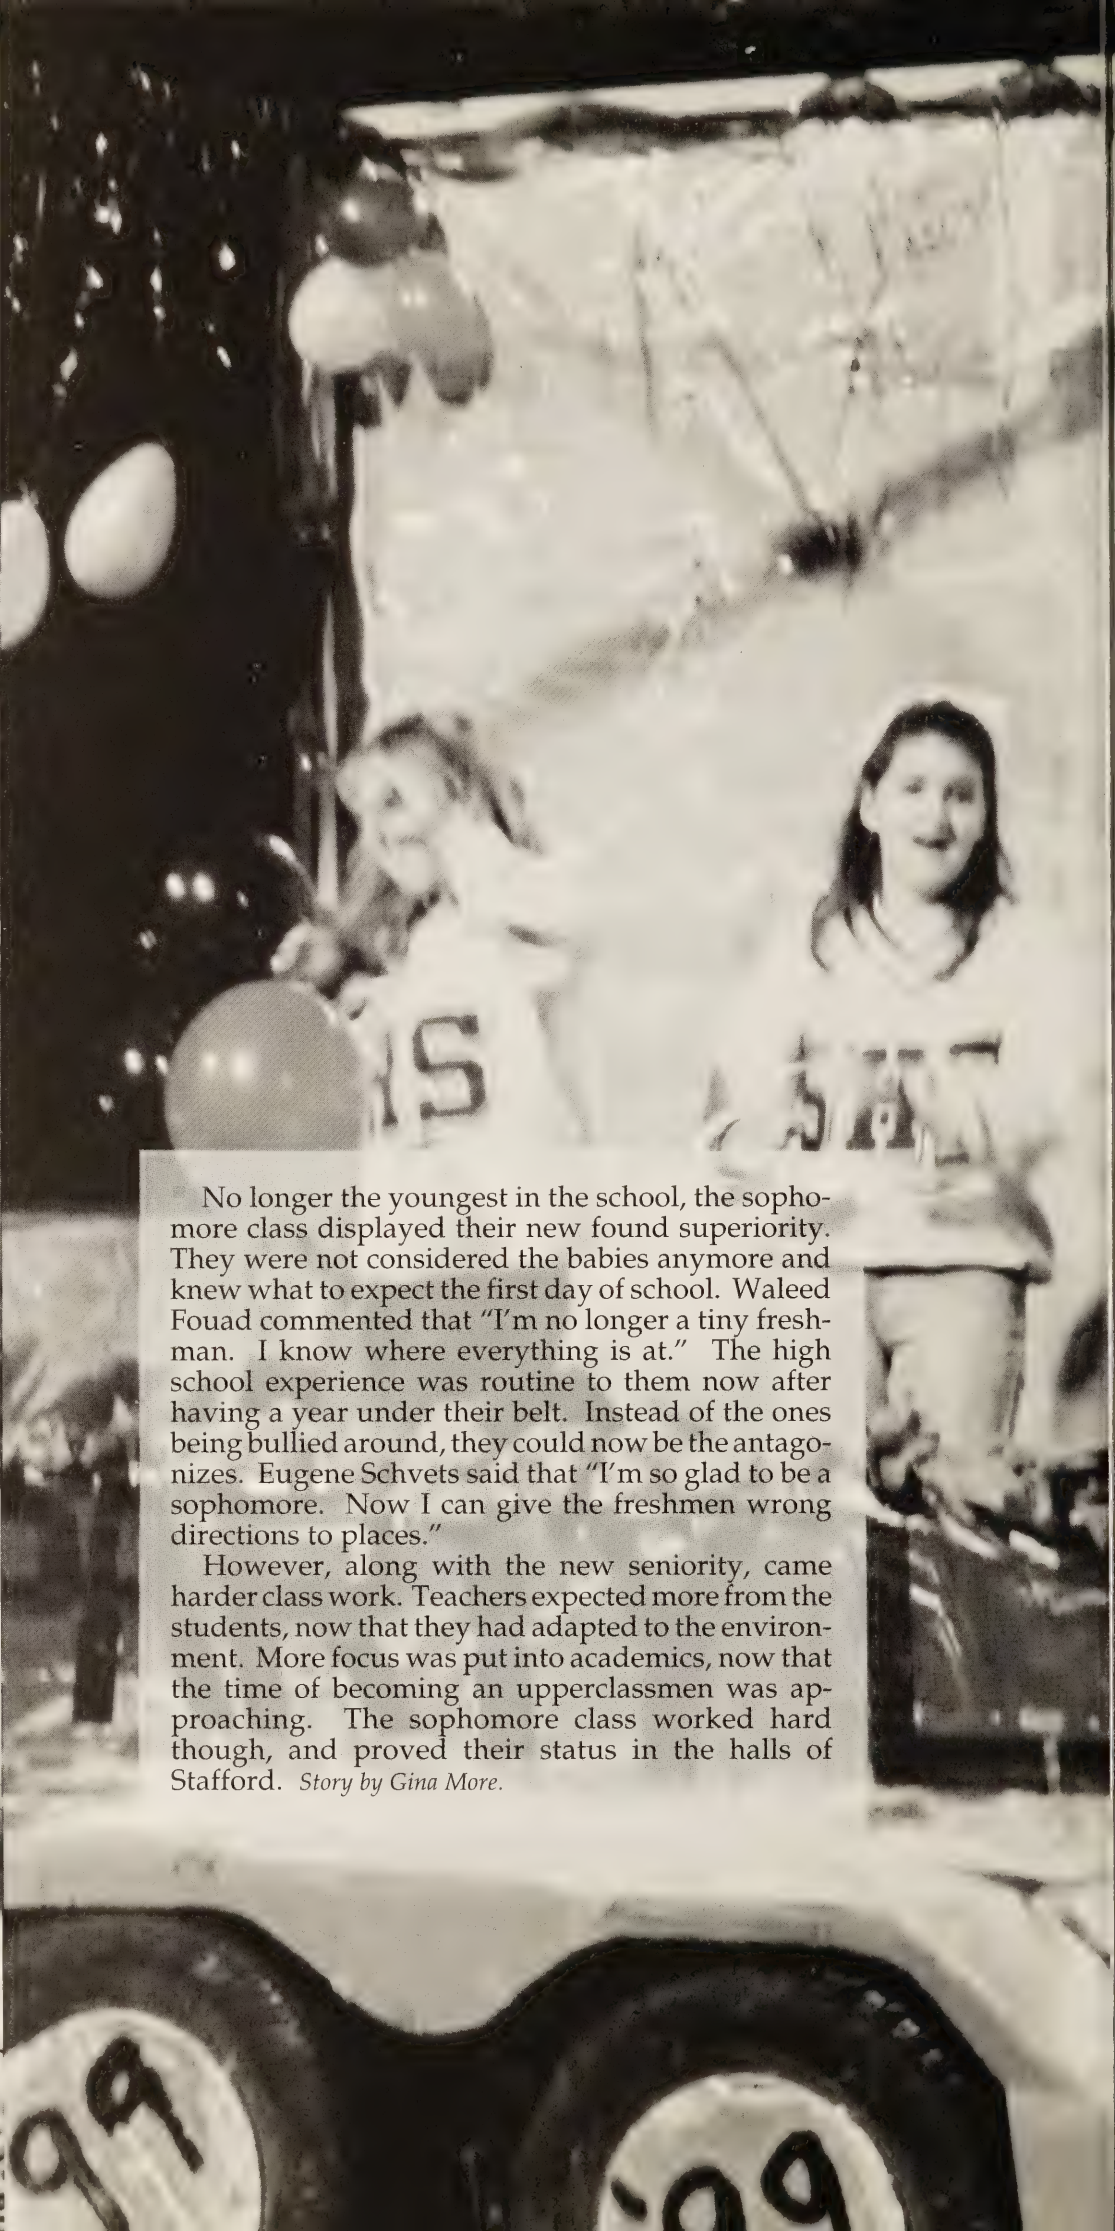 S
STA
No longer the youngest in the school, the sopho-
more class displayed their new found superiority.
They were not considered the babies anymore and
knew what to expect the first day of school. Waleed
Fouad commented that "I'm no longer a tiny fresh-
man. I know where everything is at." The high
school experience was routine to them now after
having a year under their belt. Instead of the ones
being bullied around, they could now be the antago-
nizes. Eugene Schvets said that "I'm so glad to be a
sophomore. Now I can give the freshmen wrong
directions to places."
However, along with the new seniority, came
harder class work. Teachers expected more from the
students, now that they had adapted to the environ-
ment. More focus was put into academics, now that
the time of becoming an upperclassmen was ap-
proaching. The sophomore class worked hard
though, and proved their status in the halls of
Stafford. Story by Gina More.
99
'99